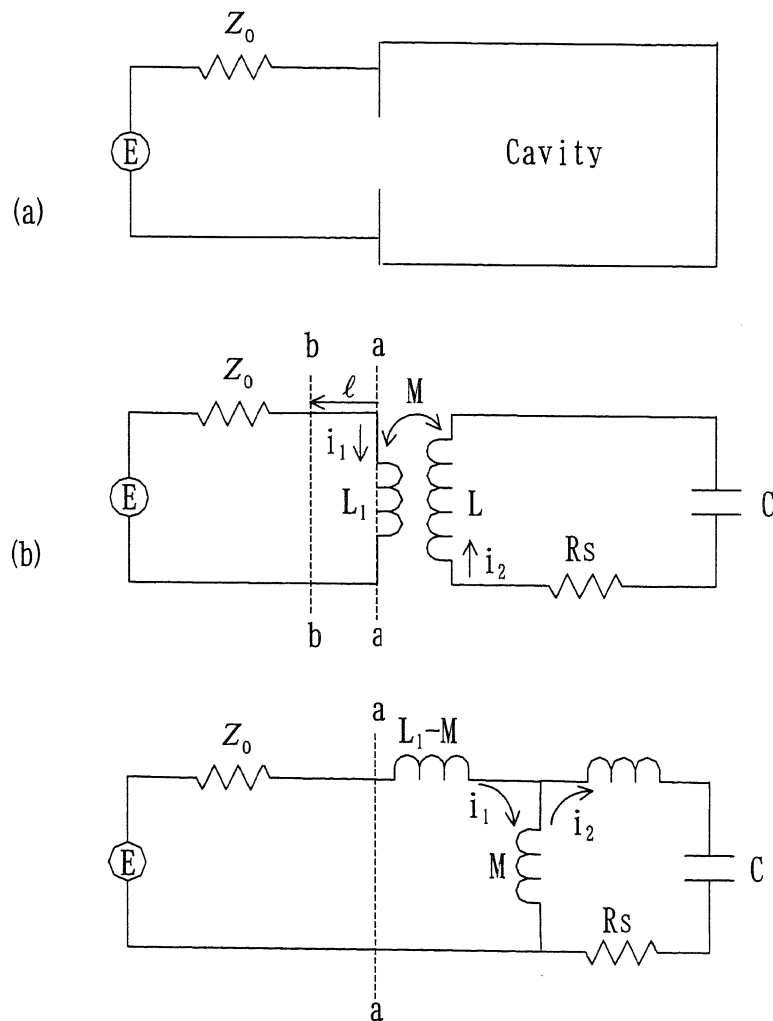 Z₀
E
Cavity
(a)
b a
Z₀ ℓ M
i₁
E L₁ L C
i₂ Rs
(b)
b a
a
Z₀ L₁-M
i₁ i₂
E M C
Rs
a